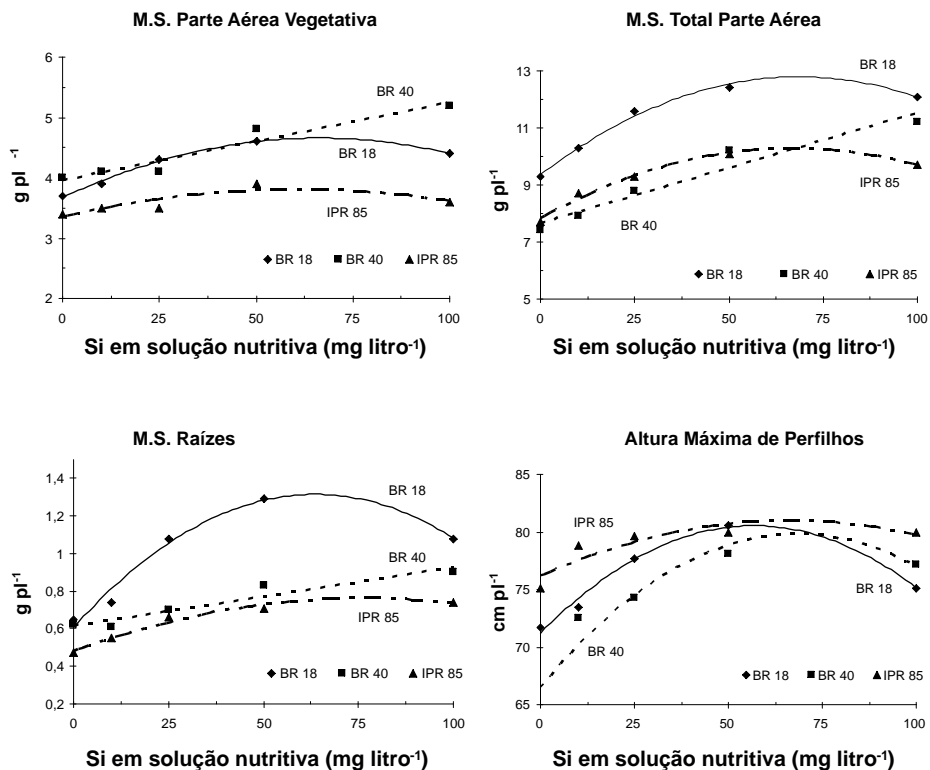 M.S. Parte Aérea Vegetativa
6
5
4
3
2
g pl -1
BR 40
BR 18
IPR 85
BR 18 BR 40 IPR 85
0 25 50 75 100
Si em solução nutritiva (mg litro-1)
M.S. Total Parte Aérea
13
11
9
7
5
g pl -1
BR 18
IPR 85
BR 40
BR 18 BR 40 IPR 85
0 25 50 75 100
Si em solução nutritiva (mg litro-1)
M.S. Raízes
1,4
1,2
1
0,8
0,6
0,4
0,2
g pl-1
BR 18
BR 40
IPR 85
BR 18 BR 40 IPR 85
0 25 50 75 100
Si em solução nutritiva (mg litro-1)
Altura Máxima de Perfilhos
85
80
75
70
65
cm pl-1
IPR 85
BR 18
BR 40
BR 18 BR 40 IPR 85
0 25 50 75 100
Si em solução nutritiva (mg litro-1)